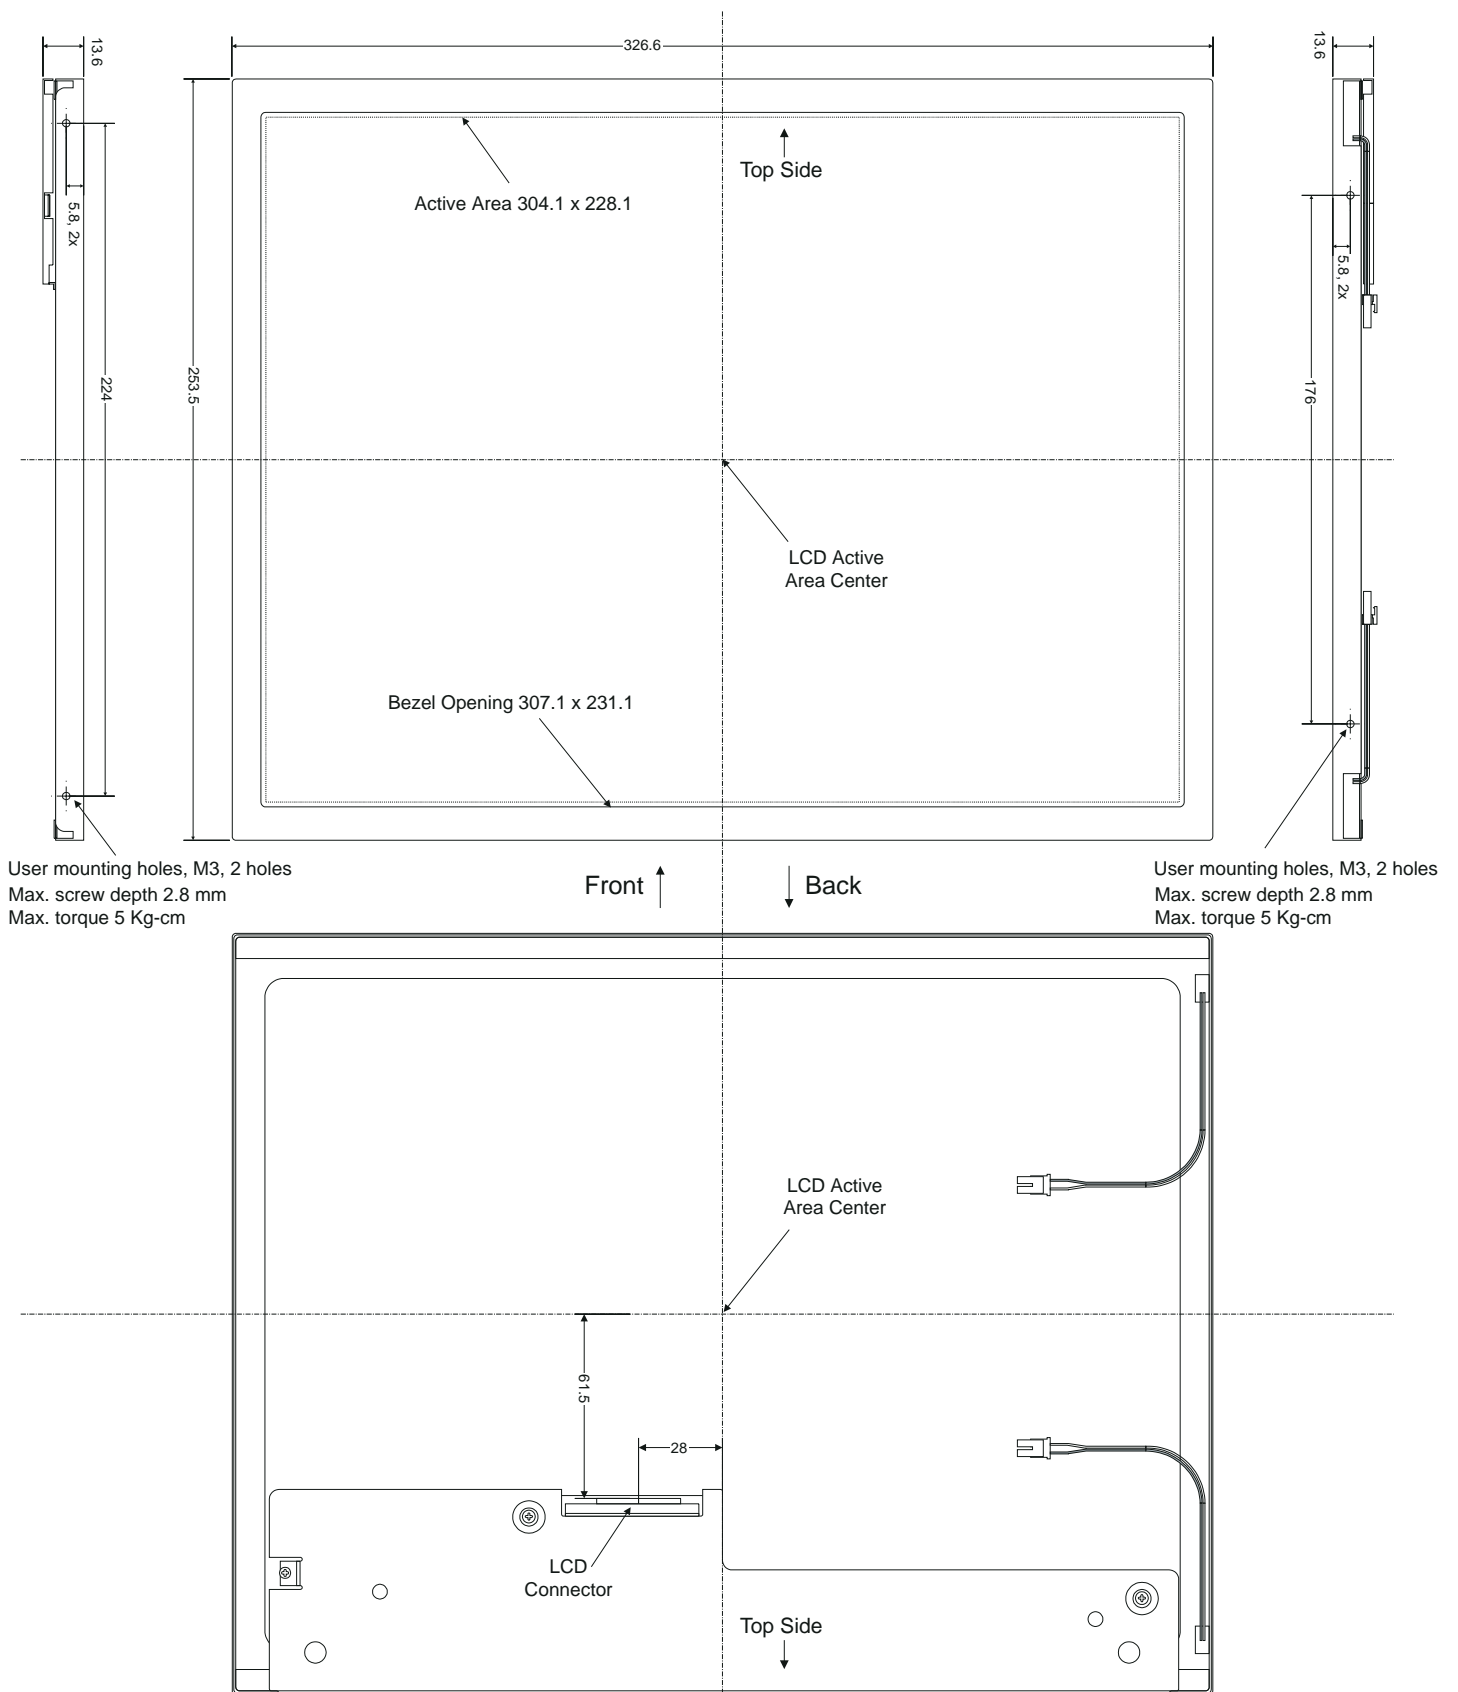 13.6
326.6
13.6
Top Side
Active Area 304.1 x 228.1
5.8, 2x
5.8, 2x
224
253.5
176
LCD Active
Area Center
Bezel Opening 307.1 x 231.1
User mounting holes, M3, 2 holes
Max. screw depth 2.8 mm
Max. torque 5 Kg-cm
Front
Back
User mounting holes, M3, 2 holes
Max. screw depth 2.8 mm
Max. torque 5 Kg-cm
LCD Active
Area Center
61.5
28
LCD
Connector
Top Side